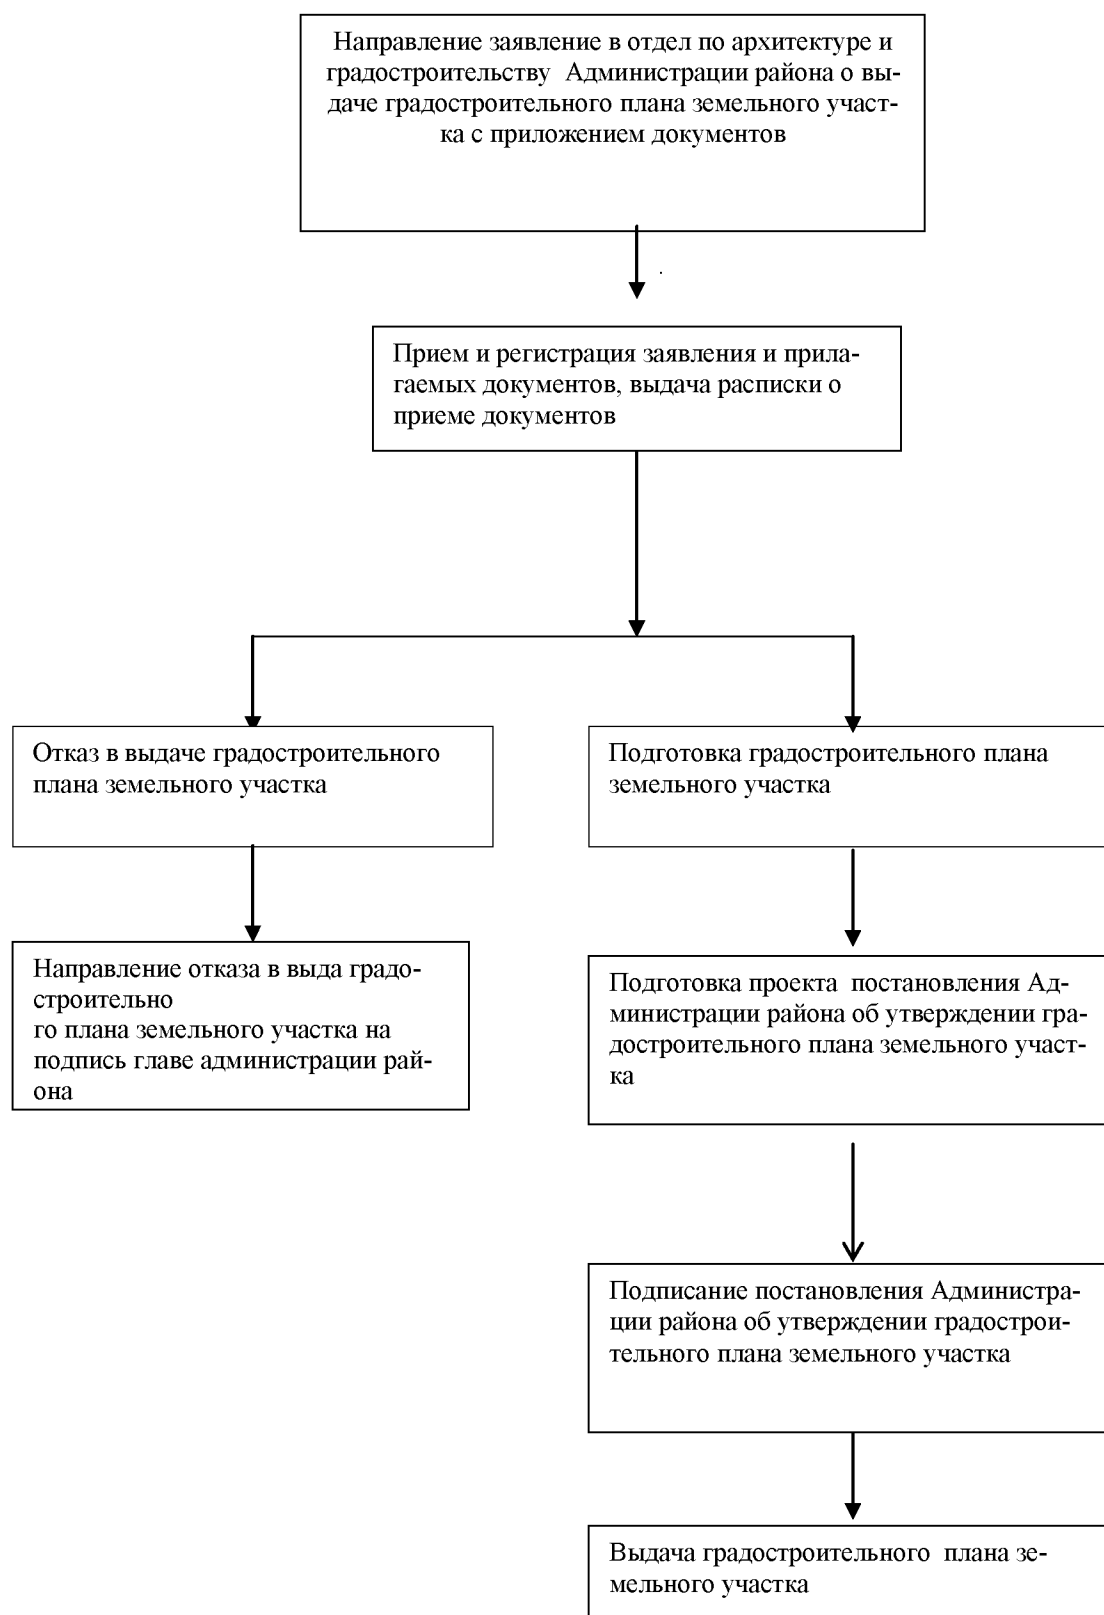 Направление заявление в отдел по архитектуре и
градостроительству  Администрации района о вы-
даче градостроительного плана земельного участ-
ка с приложением документов
Прием и регистрация заявления и прила-
гаемых документов, выдача расписки о
приеме документов
Отказ в выдаче градостроительного
плана земельного участка
Подготовка градостроительного плана
земельного участка
Направление отказа в выда градо-
строительно
го плана земельного участка на
подпись главе администрации рай-
она
Подготовка проекта  постановления Ад-
министрации района об утверждении гра-
достроительного плана земельного участ-
ка
Подписание постановления Администра-
ции района об утверждении градострои-
тельного плана земельного участка
Выдача градостроительного  плана зе-
мельного участка